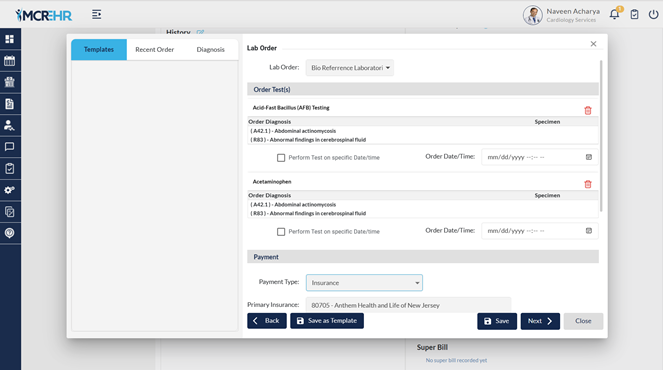 MCREHR
Naveen Acharya
Cardiology Services
History
Templates
Recent Order
Diagnosis
Lab Order
Lab Order:
Bio Referrence Laboratori
Order Test(s)
Acid-Fast Bacillus (AFB) Testing
Order Diagnosis Specimen
( A42.1 ) - Abdominal actinomycosis
( R83 ) - Abnormal findings in cerebrospinal fluid
Perform Test on specific Date/time
Order Date/Time:
mm/dd/yyyy --:-- --
Acetaminophen
Order Diagnosis Specimen
( A42.1 ) - Abdominal actinomycosis
( R83 ) - Abnormal findings in cerebrospinal fluid
Perform Test on specific Date/time
Order Date/Time:
mm/dd/yyyy --:-- --
Payment
Payment Type:
Insurance
Primary Insurance:
80705 - Anthem Health and Life of New Jersey
Back
Save as Template
Save
Next
Close
Super Bill
No super bill recorded yet